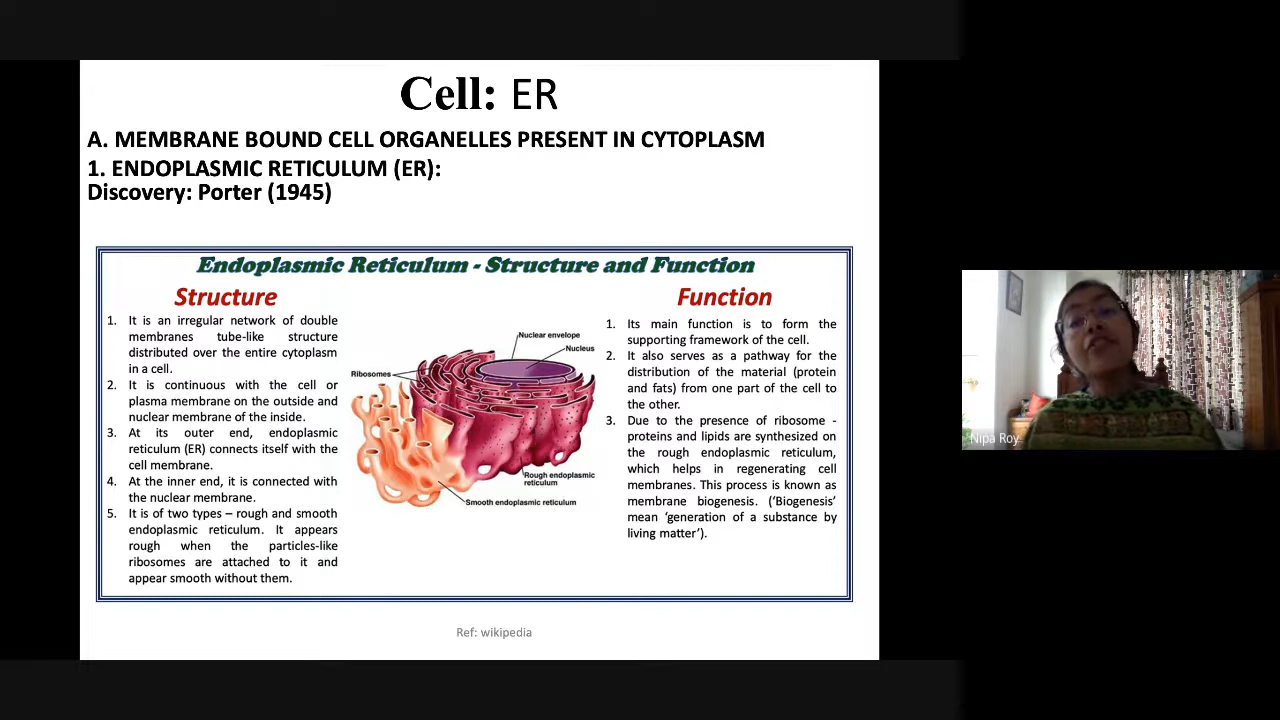 Cell: ER
A. MEMBRANE BOUND CELL ORGANELLES PRESENT IN CYTOPLASM
1. ENDOPLASMIC RETICULUM (ER):
Discovery: Porter (1945)
Endoplasmic Reticulum - Structure and Function
Structure
1. It is an irregular network of double
membranes tube-like structure
distributed over the entire cytoplasm
in a cell.
2. It is continuous with the cell or
plasma membrane on the outside and
nuclear membrane of the inside.
3. At its outer end, endoplasmic
reticulum (ER) connects itself with the
cell membrane.
4. At the inner end, it is connected with
the nuclear membrane.
5. It is of two types – rough and smooth
endoplasmic reticulum. It appears
rough when the particles-like
ribosomes are attached to it and
appear smooth without them.
Nuclear envelope
Nucleus
Ribosomes
Rough endoplasmic
reticulum
Smooth endoplasmic reticulum
Function
1. Its main function is to form the
supporting framework of the cell.
2. It also serves as a pathway for the
distribution of the material (protein
and fats) from one part of the cell to
the other.
3. Due to the presence of ribosome -
proteins and lipids are synthesized on
the rough endoplasmic reticulum,
which helps in regenerating cell
membranes. This process is known as
membrane biogenesis. (‘Biogenesis’
mean ‘generation of a substance by
living matter’).
Ref: wikipedia
Nipa Roy